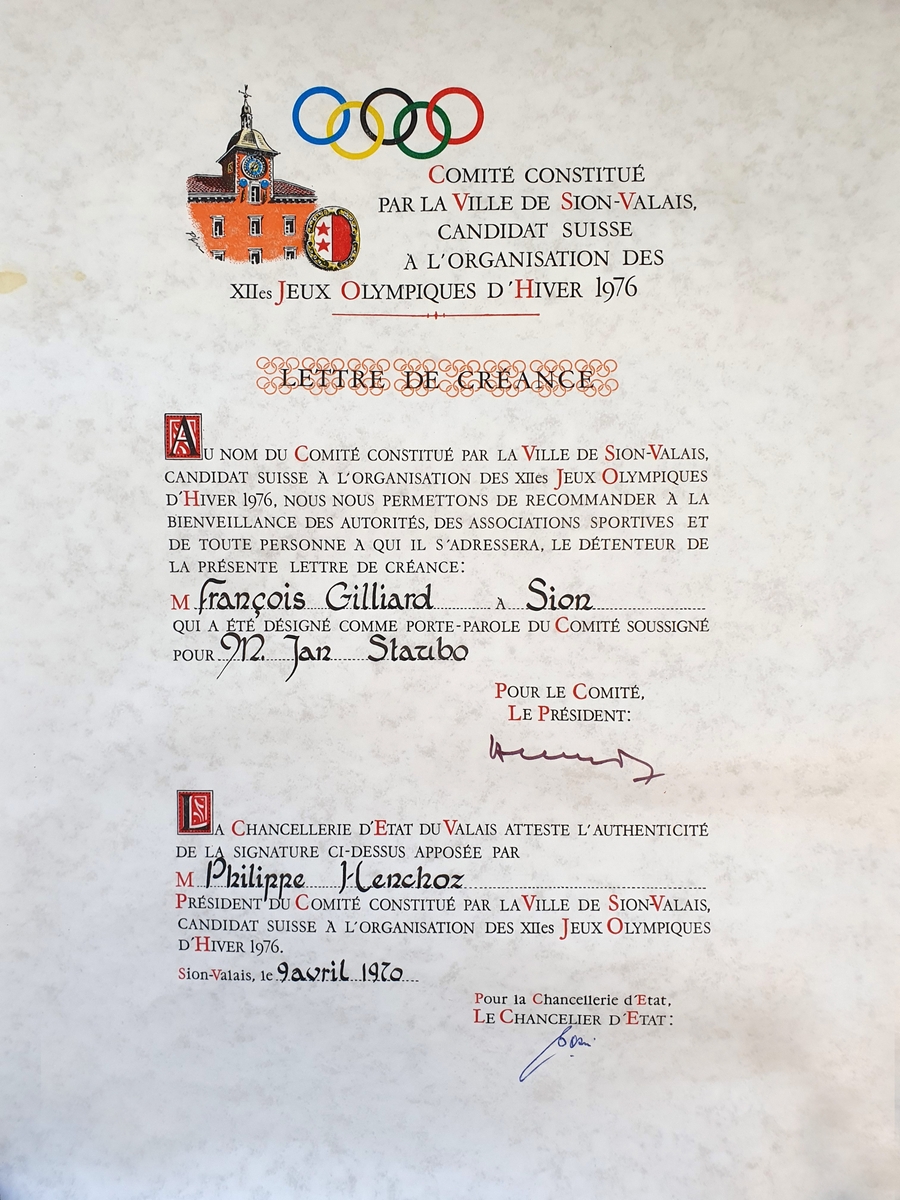 COMITÉ CONSTITUÉ
PAR LA VILLE DE SION-VALAIS,
CANDIDAT SUISSE
À L'ORGANISATION DES
XIIes JEUX OLYMPIQUES D'HIVER 1976
LETTRE DE CRÉANCE
AU NOM DU COMITÉ CONSTITUÉ PAR LA VILLE DE SION-VALAIS,
CANDIDAT SUISSE À L'ORGANISATION DES XIIes JEUX OLYMPIQUES
D'HIVER 1976, NOUS NOUS PERMETTONS DE RECOMMANDER À LA
BIENVEILLANCE DES AUTORITÉS, DES ASSOCIATIONS SPORTIVES ET
DE TOUTE PERSONNE À QUI IL S'ADRESSERA, LE DÉTENTEUR DE
LA PRÉSENTE LETTRE DE CRÉANCE:
M François Gilliard À Sion
QUI A ÉTÉ DÉSIGNÉ COMME PORTE-PAROLE DU COMITÉ SOUSSIGNÉ
POUR M. Jan Staubo
POUR LE COMITÉ,
LE PRÉSIDENT:
LA CHANCELLERIE D'ETAT DU VALAIS ATTESTE L'AUTHENTICITÉ
DE LA SIGNATURE CI-DESSUS APPOSÉE PAR
M Philippe Henchoz
PRÉSIDENT DU COMITÉ CONSTITUÉ PAR LA VILLE DE SION-VALAIS,
CANDIDAT SUISSE À L'ORGANISATION DES XIIes JEUX OLYMPIQUES
D'HIVER 1976.
Sion-Valais, le 9 avril 1970
Pour la Chancellerie d'Etat,
LE CHANCELIER D'ETAT: